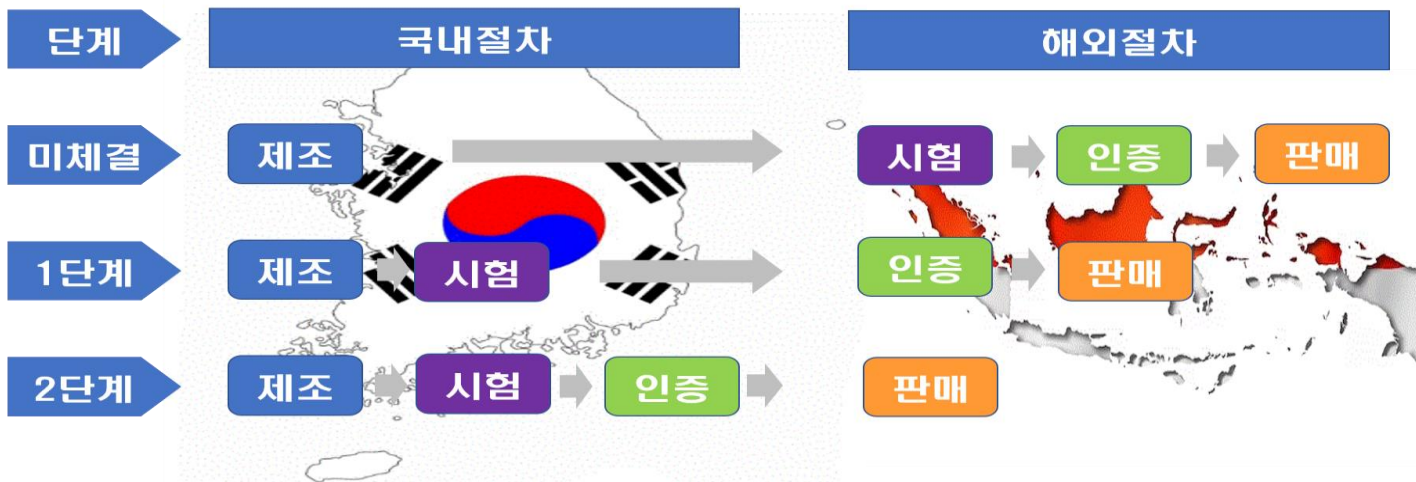 단계 국내절차 해외절차
미체결 제조 시험 인증 판매
1단계 제조 시험 인증 판매
2단계 제조 시험 인증 판매